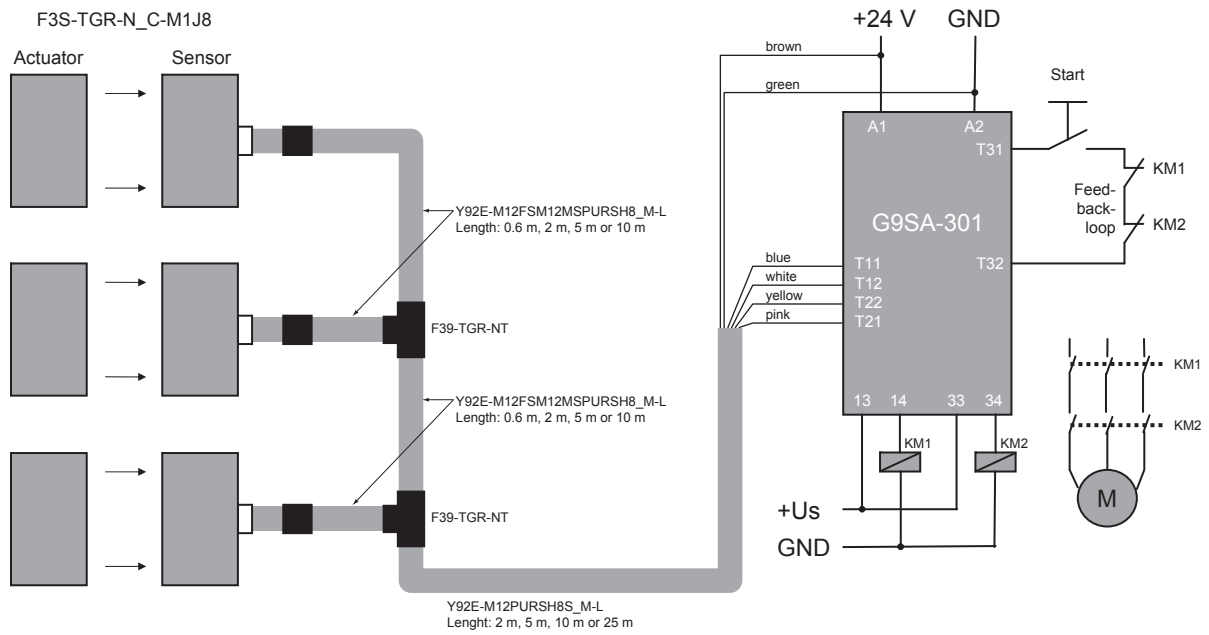 F3S-TGR-N_C-M1J8
Actuator
Sensor
+24 V
GND
brown
green
Start
A1
A2
T31
KM1
Feed-
back-
loop
KM2
G9SA-301
Y92E-M12FSM12MSPURSH8_M-L
Length: 0.6 m, 2 m, 5 m or 10 m
blue
T11
T32
white
T12
yellow
T22
pink
T21
F39-TGR-NT
KM1
KM2
13
14
33
34
Y92E-M12FSM12MSPURSH8_M-L
Length: 0.6 m, 2 m, 5 m or 10 m
KM1
KM2
M
+Us
GND
F39-TGR-NT
Y92E-M12PURSH8S_M-L
Lenght: 2 m, 5 m, 10 m or 25 m